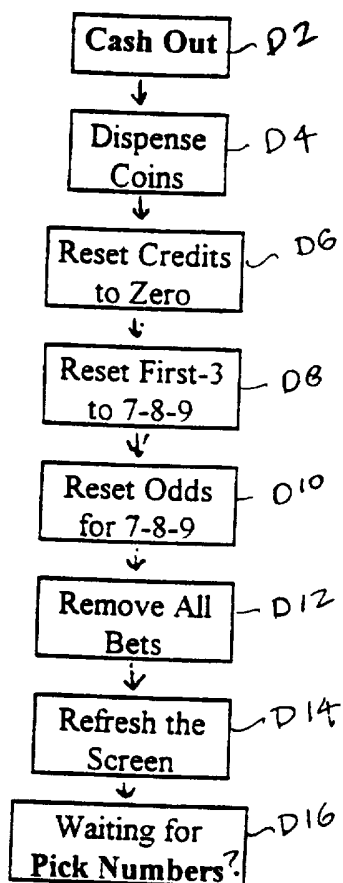 Cash Out D2
Dispense D4
Coins
Reset Credits D6
to Zero
Reset First-3 D8
to 7-8-9
Reset Odds D10
for 7-8-9
Remove All D12
Bets
Refresh the D14
Screen
Waiting for D16
Pick Numbers?